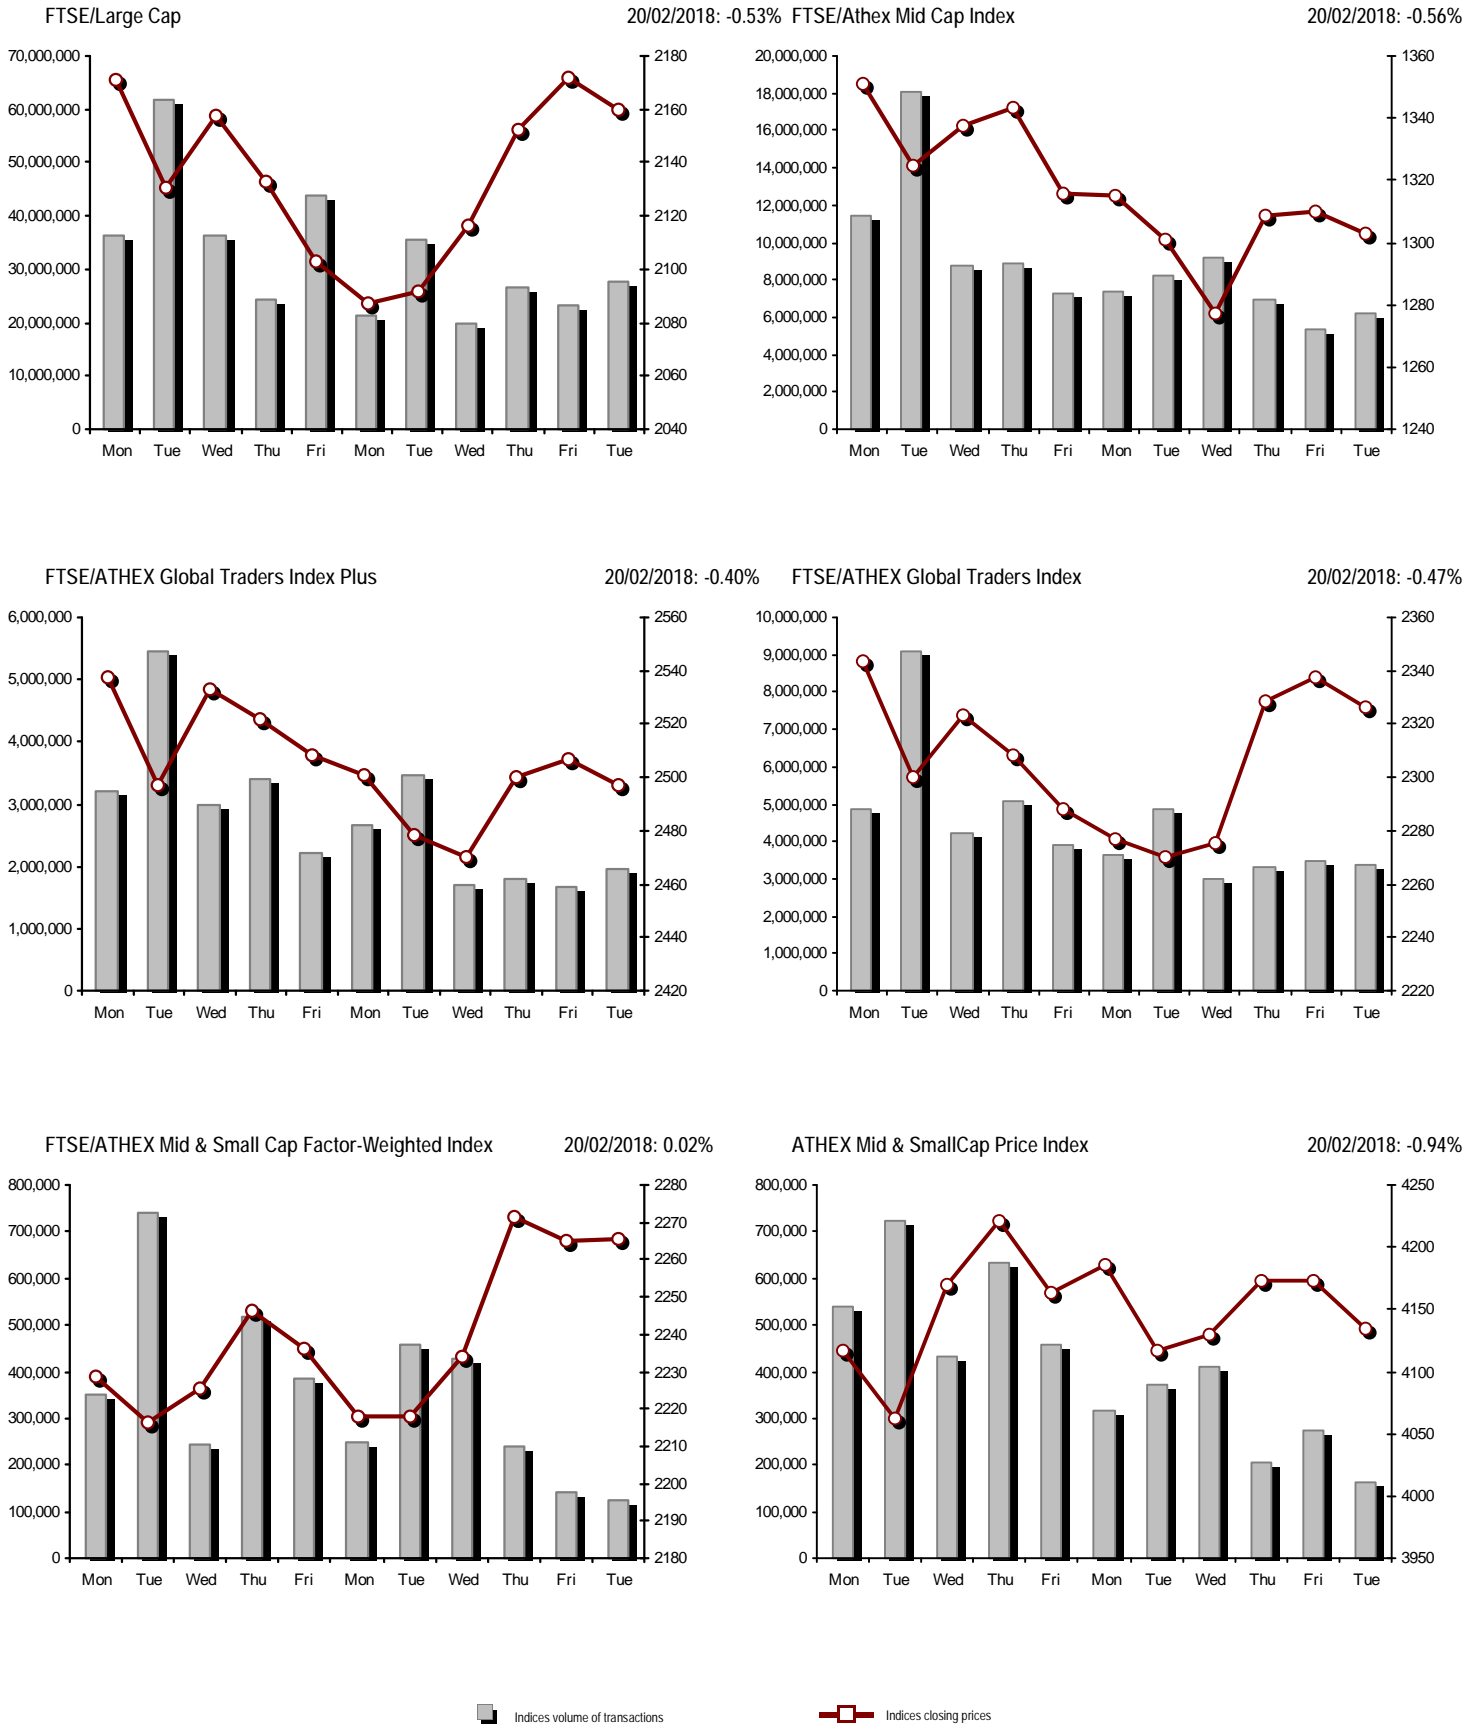 FTSE/Large Cap 20/02/2018: -0.53% FTSE/Athex Mid Cap Index 20/02/2018: -0.56%
70,000,000 2180 20,000,000 1360
60,000,000 2160 18,000,000 1340
50,000,000 2140 16,000,000 1320
40,000,000 2120 14,000,000 1300
30,000,000 2100 12,000,000 1280
20,000,000 2080 10,000,000 1260
10,000,000 2060 8,000,000 1240
0 2040 6,000,000
4,000,000
2,000,000
0
Mon Tue Wed Thu Fri Mon Tue Wed Thu Fri Tue Mon Tue Wed Thu Fri Mon Tue Wed Thu Fri Tue
FTSE/ATHEX Global Traders Index Plus 20/02/2018: -0.40% FTSE/ATHEX Global Traders Index 20/02/2018: -0.47%
6,000,000 2560 10,000,000 2360
5,000,000 2540 9,000,000 2340
4,000,000 2520 8,000,000 2320
3,000,000 2500 7,000,000 2300
2,000,000 2480 6,000,000 2280
1,000,000 2460 5,000,000 2260
0 2440 4,000,000 2240
2420 3,000,000 2220
2,000,000
1,000,000
0
Mon Tue Wed Thu Fri Mon Tue Wed Thu Fri Tue Mon Tue Wed Thu Fri Mon Tue Wed Thu Fri Tue
FTSE/ATHEX Mid & Small Cap Factor-Weighted Index 20/02/2018: 0.02% ATHEX Mid & SmallCap Price Index 20/02/2018: -0.94%
800,000 2280 800,000 4250
700,000 2270 700,000 4200
600,000 2260 600,000 4150
500,000 2250 500,000 4100
400,000 2240 400,000 4050
300,000 2230 300,000 4000
200,000 2220 200,000 3950
100,000 2210 100,000
0 2200 0
2190
2180
Mon Tue Wed Thu Fri Mon Tue Wed Thu Fri Tue Mon Tue Wed Thu Fri Mon Tue Wed Thu Fri Tue
Indices volume of transactions Indices closing prices